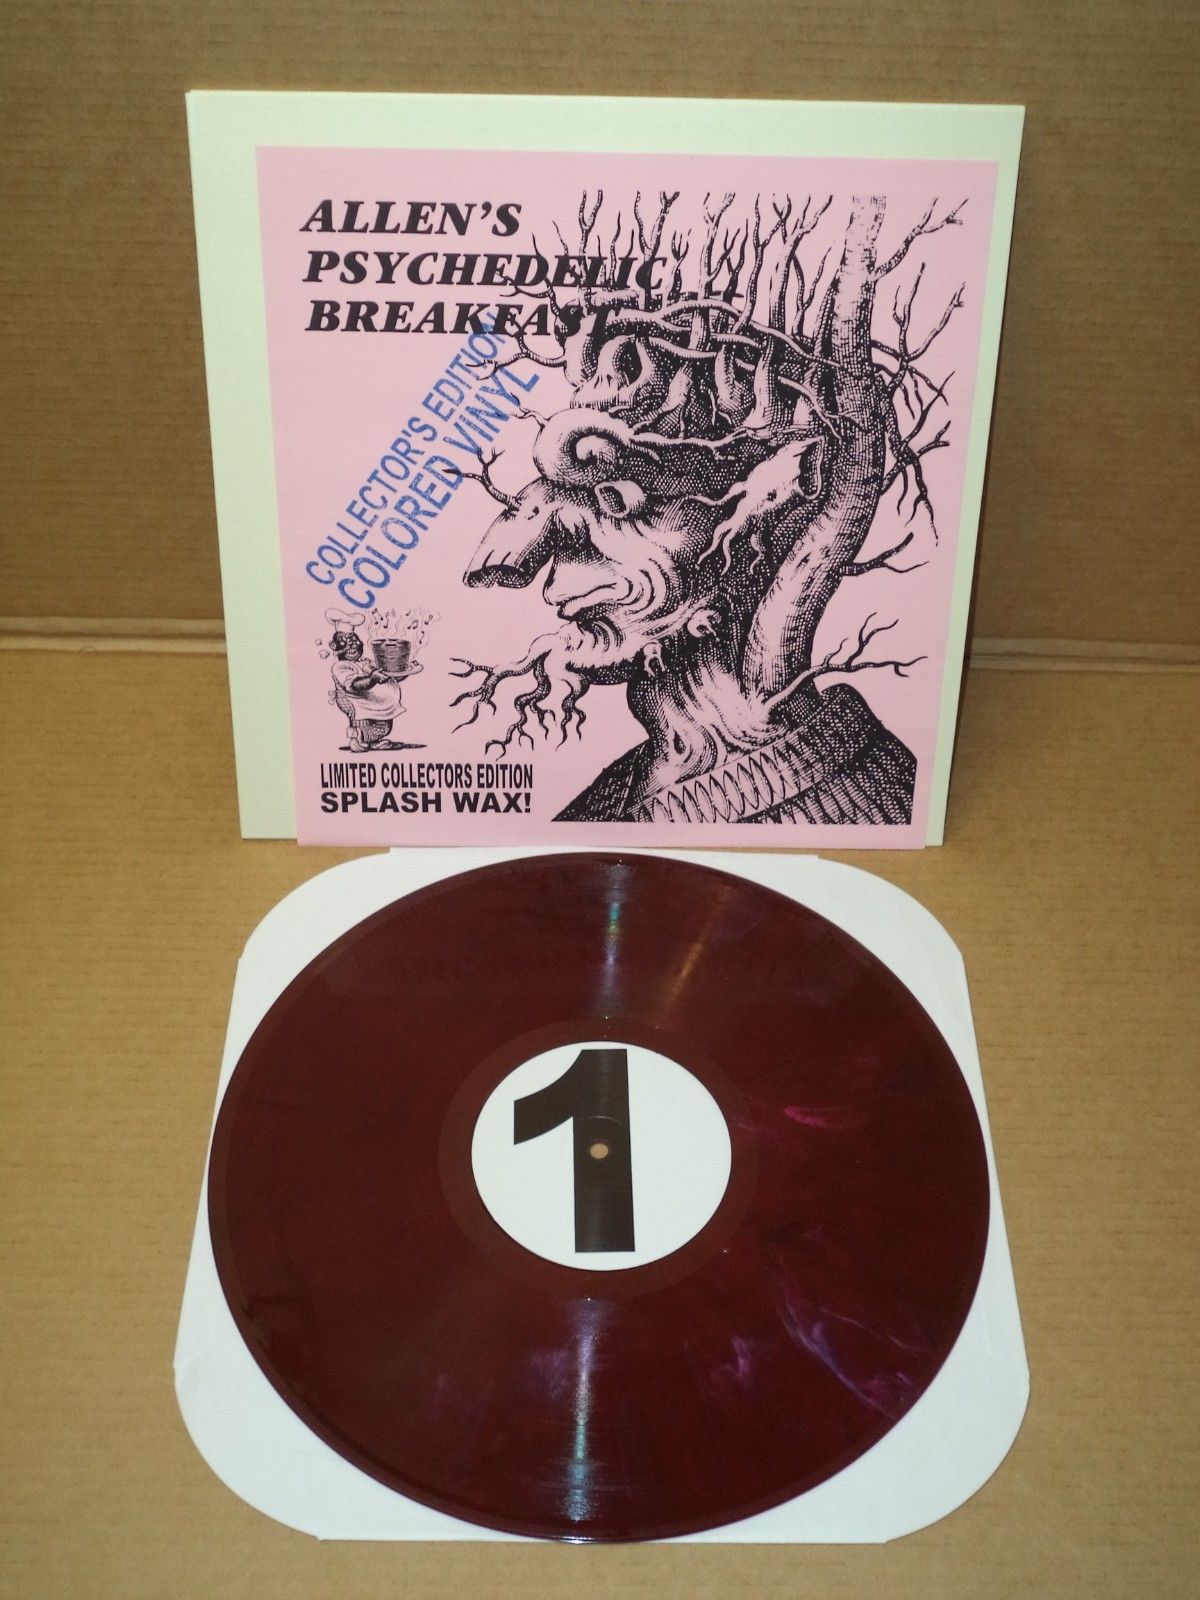 ALLEN'S
PSYCHEDELIC
BREAKFAST
COLLECTOR'S EDITION
COLORED VINYL
LIMITED COLLECTORS EDITION
SPLASH WAX!
1